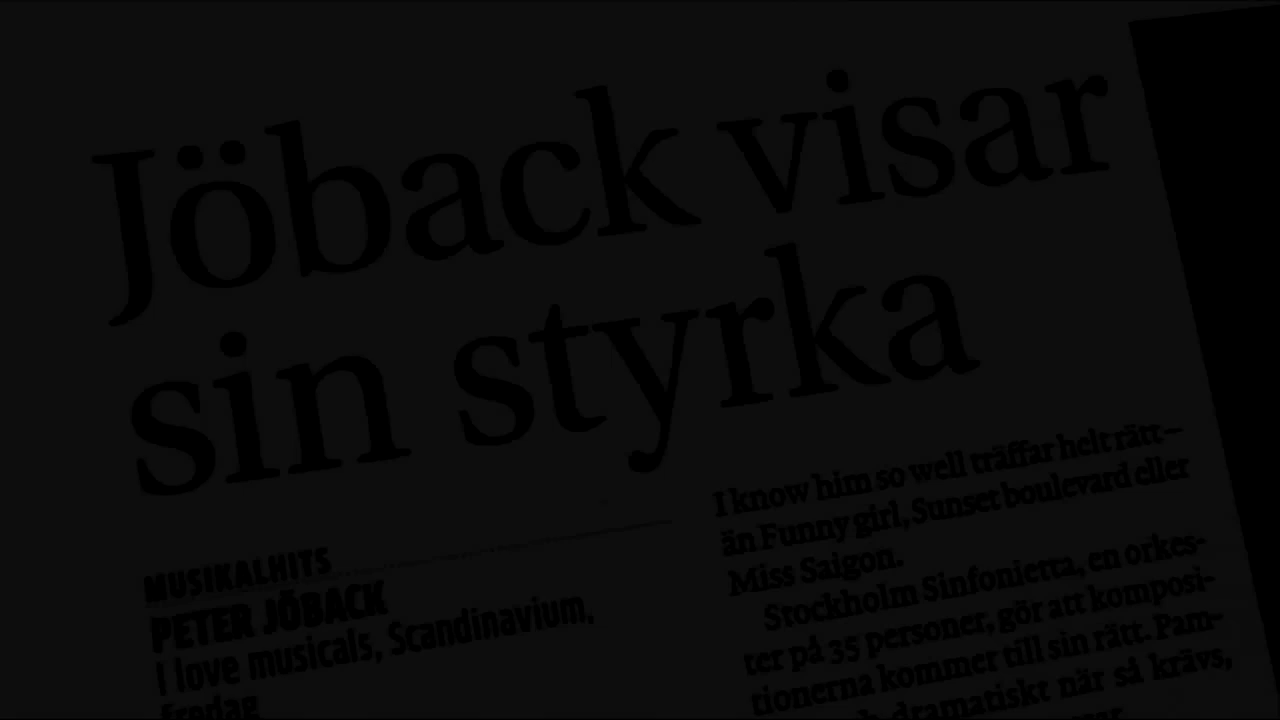 Jöback visar
sin styrka
MUSIKALHITS
PETER JÖBACK
I love musicals, Scandinavium,
fredag
I know him so well träffar helt rätt –
än Funny girl, Sunset boulevard eller
Miss Saigon.
Stockholm Sinfonietta, en orkes-
ter på 35 personer, gör att komposi-
tionerna kommer till sin rätt. Pam-
dramatiskt när så krävs,